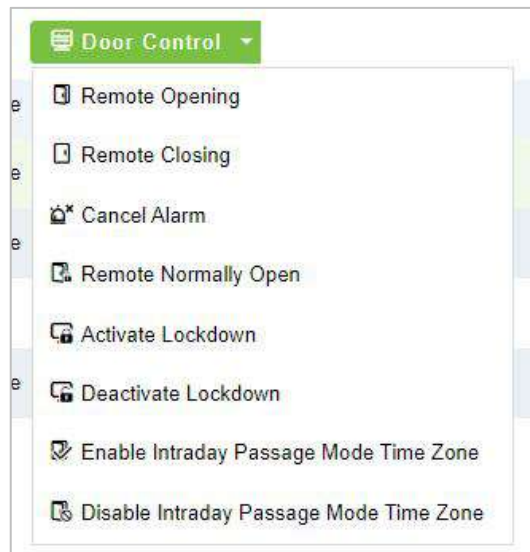 Door Control
e
Remote Opening
Remote Closing
e
Cancel Alarm
e
Remote Normally Open
Activate Lockdown
e
Deactivate Lockdown
Enable Intraday Passage Mode Time Zone
Disable Intraday Passage Mode Time Zone